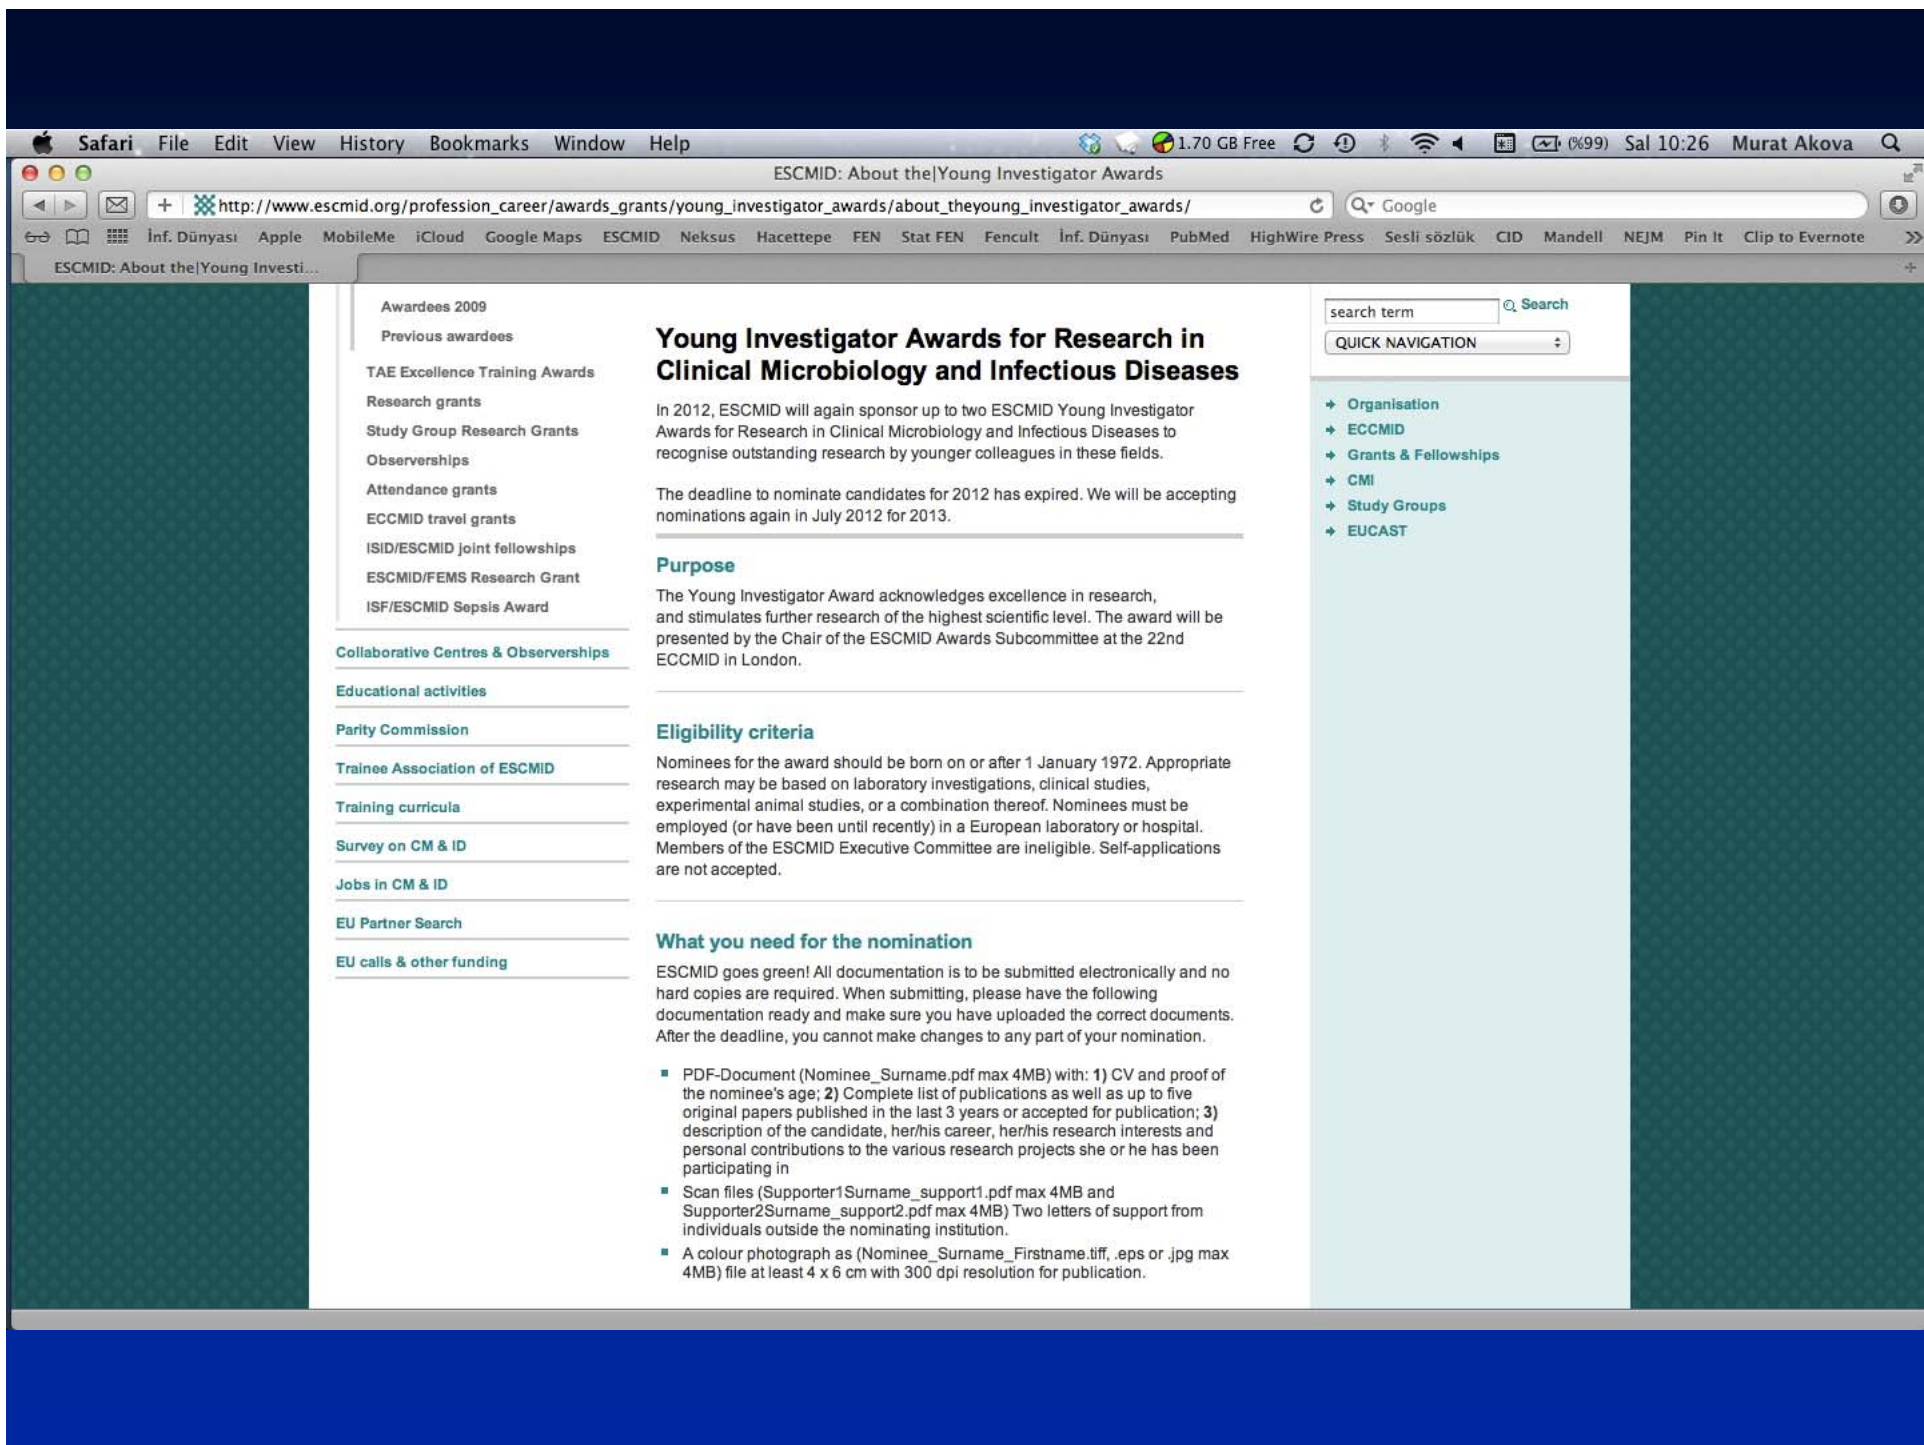 Safari File Edit View History Bookmarks Window Help 1.70 GB Free (%99) Sal 10:26 Murat Akova
ESCMID: About the|Young Investigator Awards
http://www.escmid.org/profession_career/awards_grants/young_investigator_awards/about_theyoung_investigator_awards/ Google
İnf. Dünyası Apple MobileMe iCloud Google Maps ESCMID Neksus Hacettepe FEN Stat FEN Fencult İnf. Dünyası PubMed HighWire Press Sesli sözlük CID Mandell NEJM Pin It Clip to Evernote
ESCMID: About the|Young Investi...
Awardees 2009
Previous awardees
TAE Excellence Training Awards
Research grants
Study Group Research Grants
Observerships
Attendance grants
ECCMID travel grants
ISID/ESCMID joint fellowships
ESCMID/FEMS Research Grant
ISF/ESCMID Sepsis Award
Collaborative Centres & Observerships
Educational activities
Parity Commission
Trainee Association of ESCMID
Training curricula
Survey on CM & ID
Jobs in CM & ID
EU Partner Search
EU calls & other funding
Young Investigator Awards for Research in
Clinical Microbiology and Infectious Diseases
In 2012, ESCMID will again sponsor up to two ESCMID Young Investigator
Awards for Research in Clinical Microbiology and Infectious Diseases to
recognise outstanding research by younger colleagues in these fields.
The deadline to nominate candidates for 2012 has expired. We will be accepting
nominations again in July 2012 for 2013.
Purpose
The Young Investigator Award acknowledges excellence in research,
and stimulates further research of the highest scientific level. The award will be
presented by the Chair of the ESCMID Awards Subcommittee at the 22nd
ECCMID in London.
Eligibility criteria
Nominees for the award should be born on or after 1 January 1972. Appropriate
research may be based on laboratory investigations, clinical studies,
experimental animal studies, or a combination thereof. Nominees must be
employed (or have been until recently) in a European laboratory or hospital.
Members of the ESCMID Executive Committee are ineligible. Self-applications
are not accepted.
What you need for the nomination
ESCMID goes green! All documentation is to be submitted electronically and no
hard copies are required. When submitting, please have the following
documentation ready and make sure you have uploaded the correct documents.
After the deadline, you cannot make changes to any part of your nomination.
PDF-Document (Nominee_Surname.pdf max 4MB) with: 1) CV and proof of
the nominee's age; 2) Complete list of publications as well as up to five
original papers published in the last 3 years or accepted for publication; 3)
description of the candidate, her/his career, her/his research interests and
personal contributions to the various research projects she or he has been
participating in
Scan files (Supporter1Surname_support1.pdf max 4MB and
Supporter2Surname_support2.pdf max 4MB) Two letters of support from
individuals outside the nominating institution.
A colour photograph as (Nominee_Surname_Firstname.tiff, .eps or .jpg max
4MB) file at least 4 x 6 cm with 300 dpi resolution for publication.
search term Search
QUICK NAVIGATION
Organisation
ECCMID
Grants & Fellowships
CMI
Study Groups
EUCAST